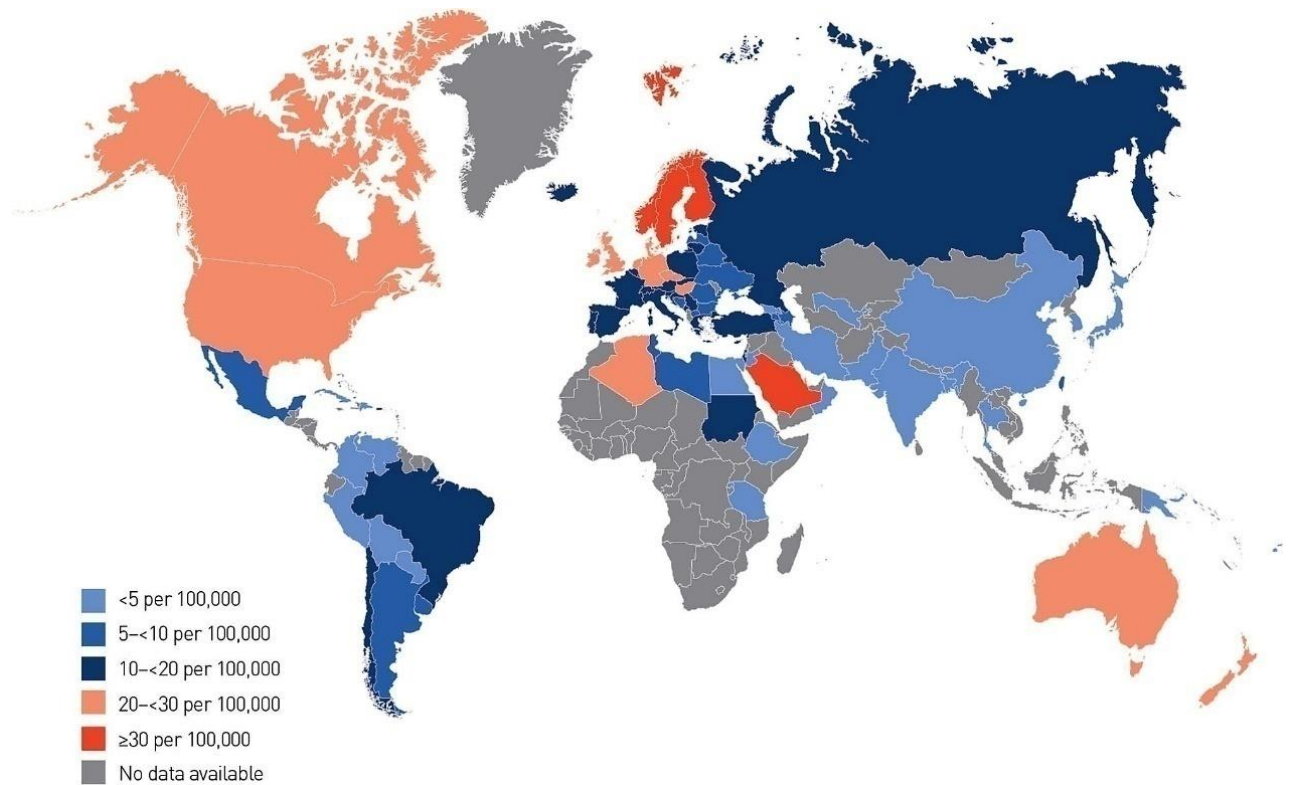 <5 per 100,000
5–<10 per 100,000
10–<20 per 100,000
20–<30 per 100,000
≥30 per 100,000
No data available